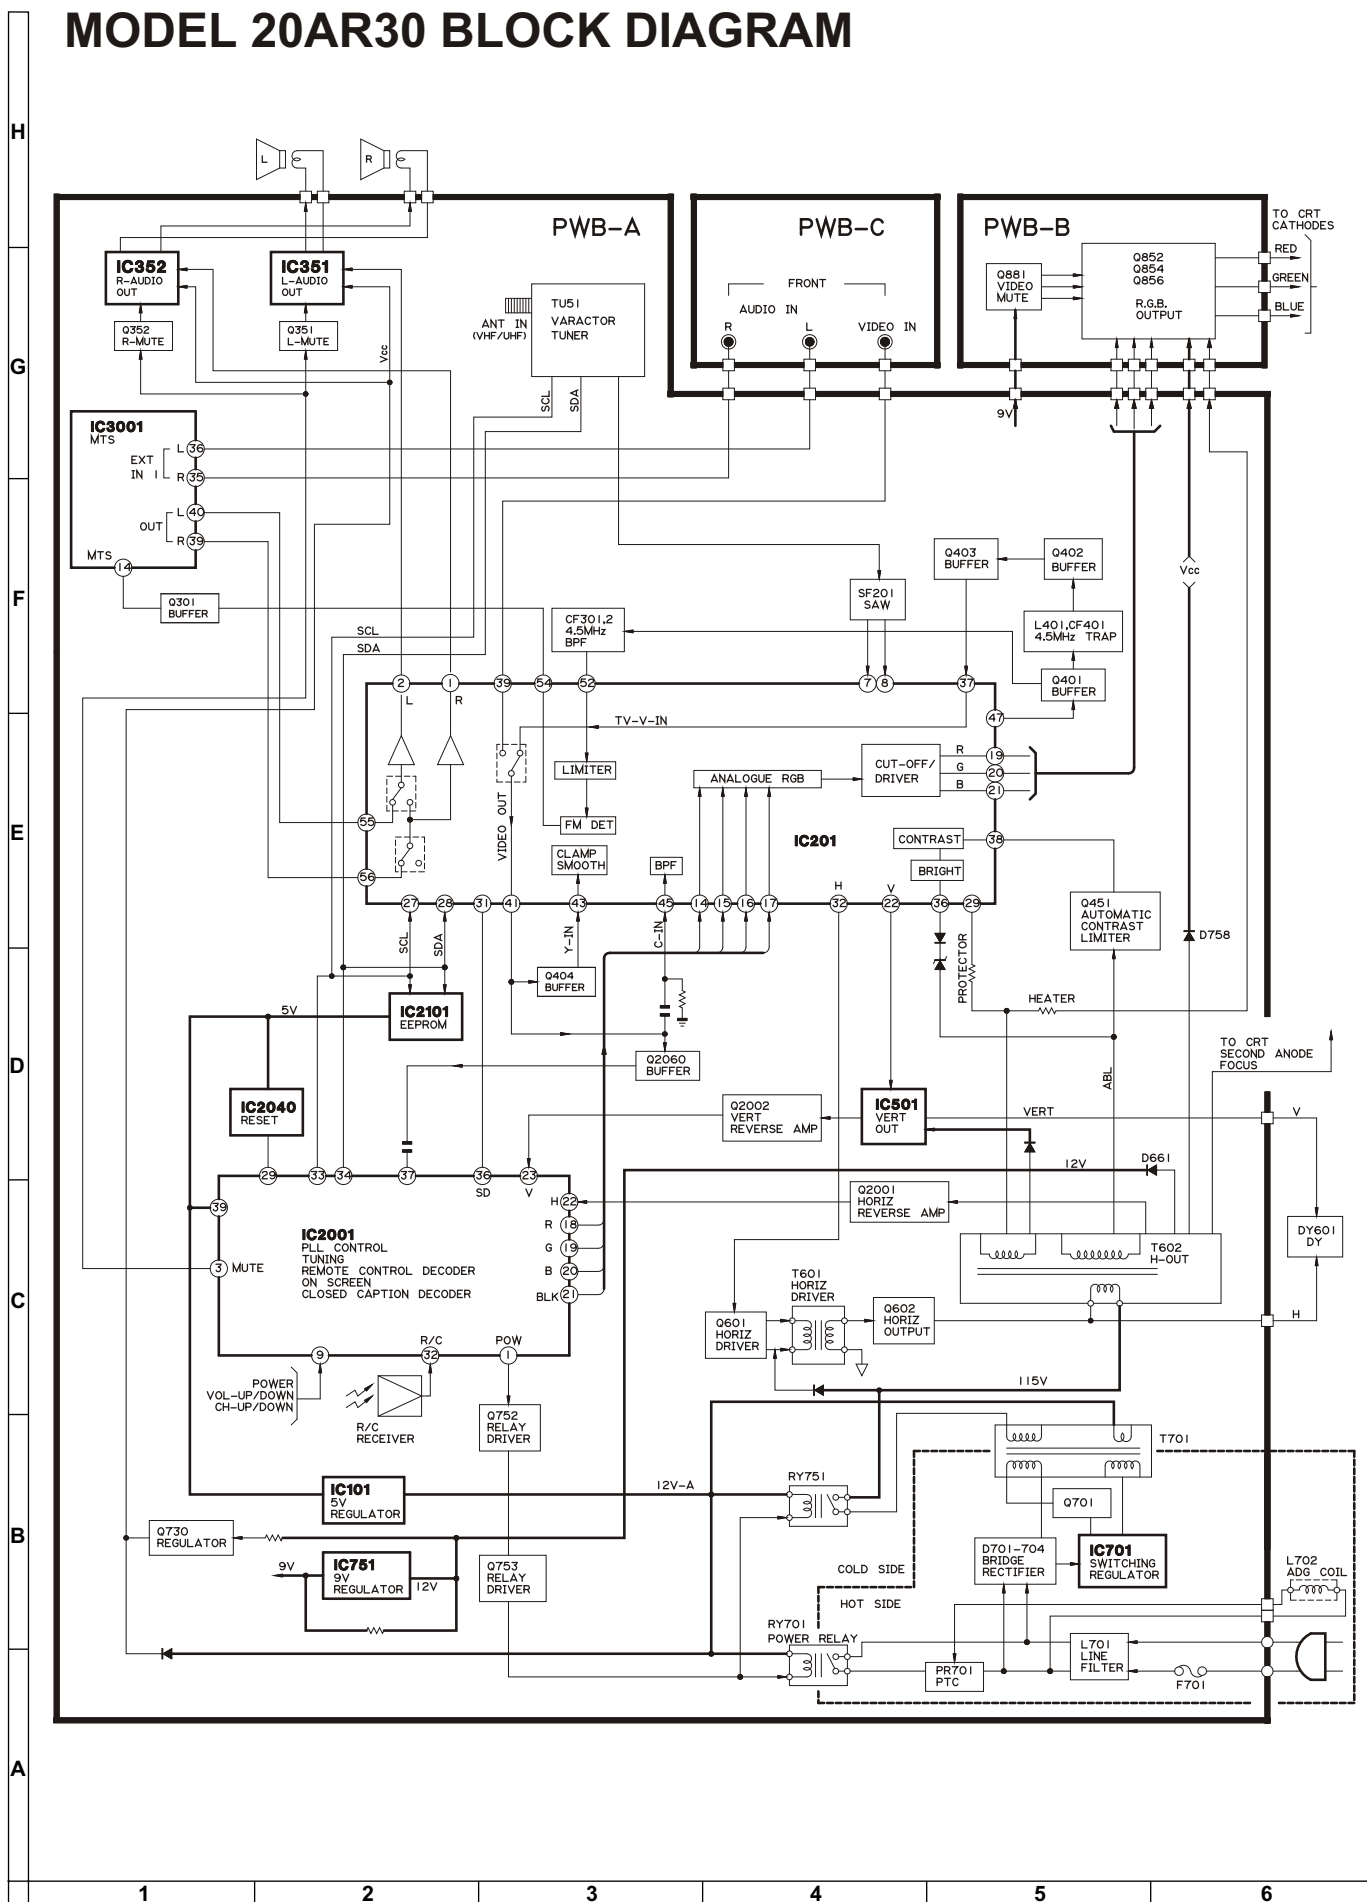 MODEL 20AR30 BLOCK DIAGRAM
H
L
R
PWB-A
PWB-C
PWB-B
TO CRT
CATHODES
RED
GREEN
BLUE
IC352
R-AUDIO
OUT
IC351
L-AUDIO
OUT
Q352
R-MUTE
Q351
L-MUTE
Vcc
ANT IN
(VHF/UHF)
TU51
VARACTOR
TUNER
SCL
SDA
FRONT
AUDIO IN
R
L
VIDEO IN
Q881
VIDEO
MUTE
Q852
Q854
Q856
R.G.B.
OUTPUT
9V
G
IC3001
MTS
EXT
IN 1
L 36
R 35
OUT
L 40
R 39
MTS
14
F
Q301
BUFFER
SCL
SDA
CF301,2
4.5MHz
BPF
SF201
SAW
Q403
BUFFER
Q402
BUFFER
L401,CF401
4.5MHz TRAP
Q401
BUFFER
Vcc
2
1
39
54
52
7
8
37
L
R
47
TV-V-IN
LIMITER
FM DET
VIDEO OUT
CLAMP
SMOOTH
BPF
ANALOGUE RGB
CUT-OFF/
DRIVER
R 19
G 20
B 21
E
IC201
CONTRAST
BRIGHT
38
55
56
H
V
27
28
31
41
43
45
14
15
16
17
32
22
36
29
Q451
AUTOMATIC
CONTRAST
LIMITER
D758
SCL
SDA
Y-IN
C-IN
PROTECTOR
HEATER
Q404
BUFFER
5V
IC2101
EEPROM
D
Q2060
BUFFER
TO CRT
SECOND ANODE
FOCUS
ABL
IC2040
RESET
Q2002
VERT
REVERSE AMP
IC501
VERT
OUT
VERT
V
12V
D661
29
33
34
37
36
23
SD
V
39
H 22
R 18
G 19
B 20
BLK 21
Q2001
HORIZ
REVERSE AMP
IC2001
PLL CONTROL
TUNING
REMOTE CONTROL DECODER
ON SCREEN
CLOSED CAPTION DECODER
3 MUTE
T602
H-OUT
DY601
DY
C
T601
HORIZ
DRIVER
Q601
HORIZ
DRIVER
Q602
HORIZ
OUTPUT
H
R/C
POW
9
32
1
POWER
VOL-UP/DOWN
CH-UP/DOWN
R/C
RECEIVER
115V
Q752
RELAY
DRIVER
T701
IC101
5V
REGULATOR
12V-A
RY751
Q701
B
Q730
REGULATOR
9V
IC751
9V
REGULATOR
12V
Q753
RELAY
DRIVER
COLD SIDE
HOT SIDE
D701-704
BRIDGE
RECTIFIER
IC701
SWITCHING
REGULATOR
L702
ADG COIL
RY701
POWER RELAY
PR701
PTC
L701
LINE
FILTER
F701
A
1
2
3
4
5
6